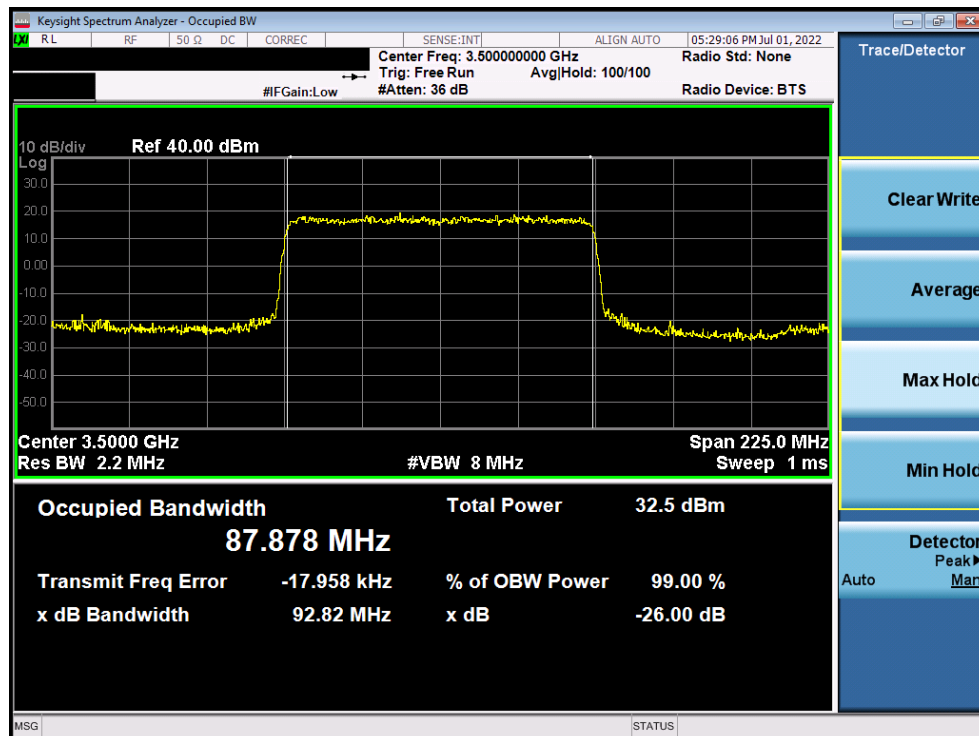 Keysight Spectrum Analyzer - Occupied BW
LXI RL RF 50 Ω DC CORREC SENSE:INT ALIGN AUTO 05:29:06 PM Jul 01, 2022
Center Freq: 3.500000000 GHz Radio Std: None
Trig: Free Run Avg|Hold: 100/100
#IFGain:Low #Atten: 36 dB Radio Device: BTS
10 dB/div Ref 40.00 dBm
Log
30.0
20.0
10.0
0.00
-10.0
-20.0
-30.0
-40.0
-50.0
Center 3.5000 GHz Span 225.0 MHz
Res BW 2.2 MHz #VBW 8 MHz Sweep 1 ms
Occupied Bandwidth Total Power 32.5 dBm
87.878 MHz
Transmit Freq Error -17.958 kHz % of OBW Power 99.00 %
x dB Bandwidth 92.82 MHz x dB -26.00 dB
MSG STATUS
Trace/Detector
Clear Write
Average
Max Hold
Min Hold
Detector
Peak▶
Auto Man